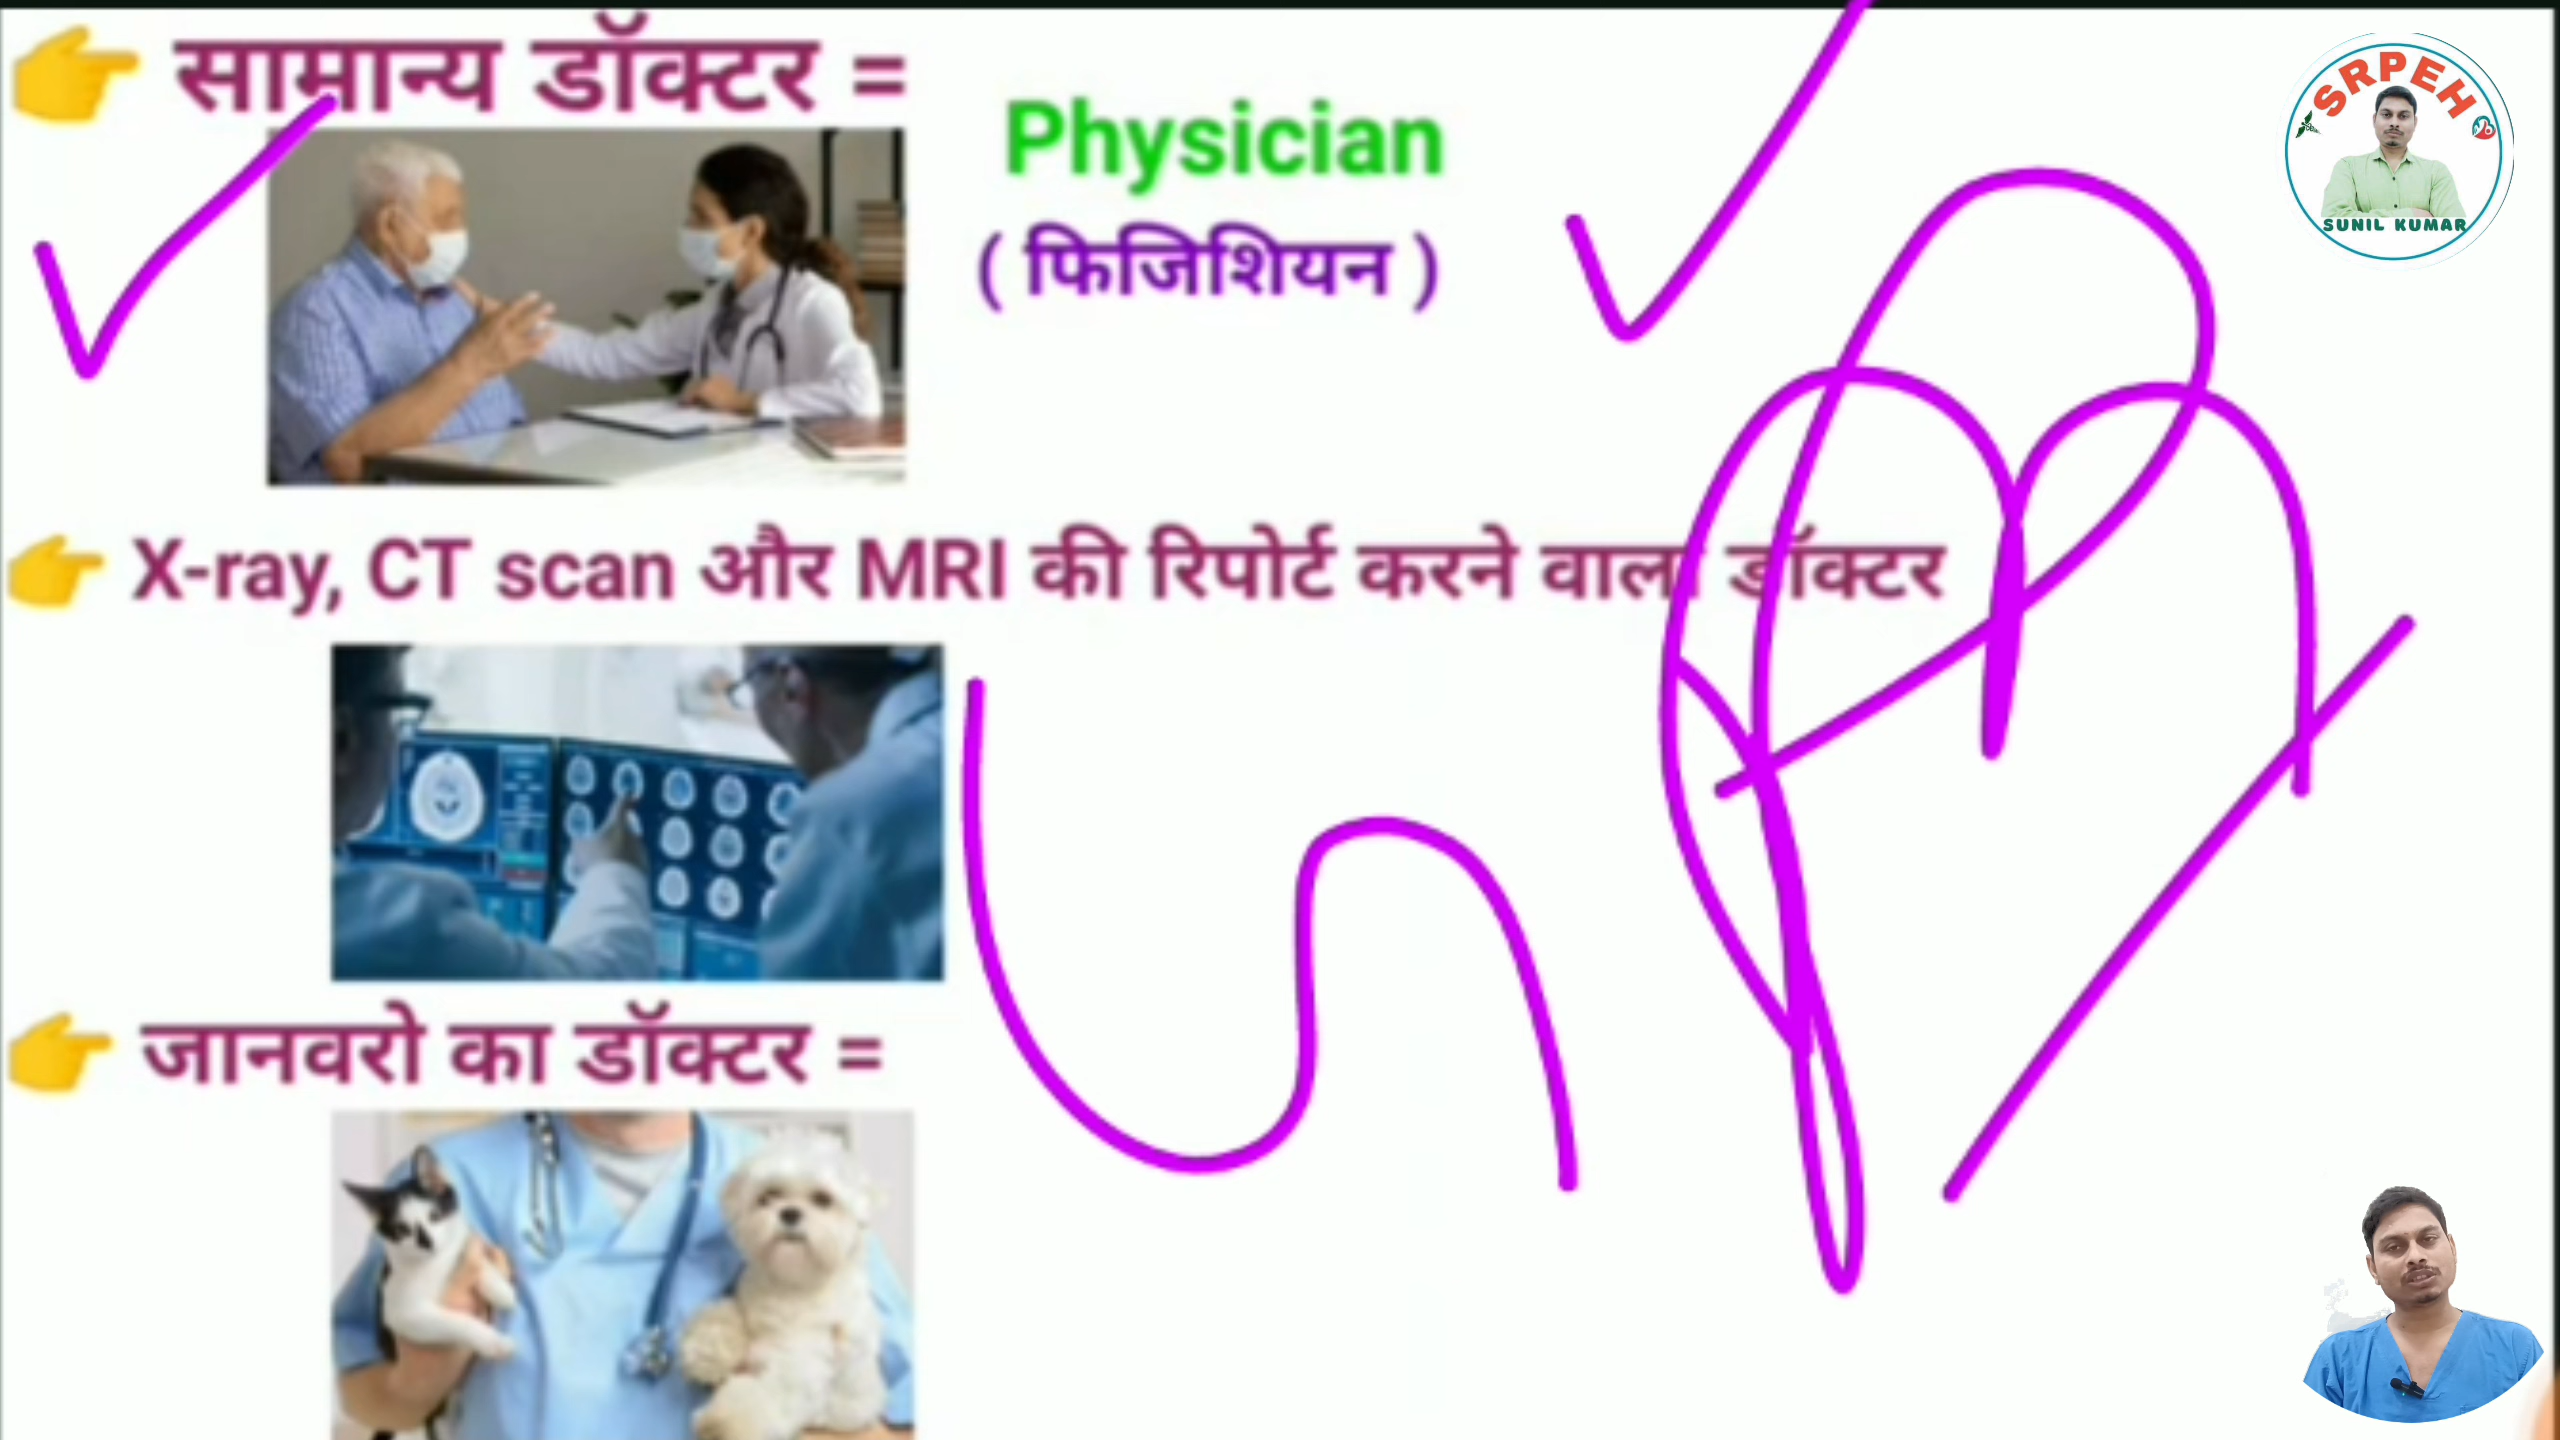 सामान्य डॉक्टर =
Physician
( फिजिशियन )
X-ray, CT scan और MRI की रिपोर्ट करने वाला डॉक्टर
जानवरो का डॉक्टर =
SRPEH
SUNIL KUMAR